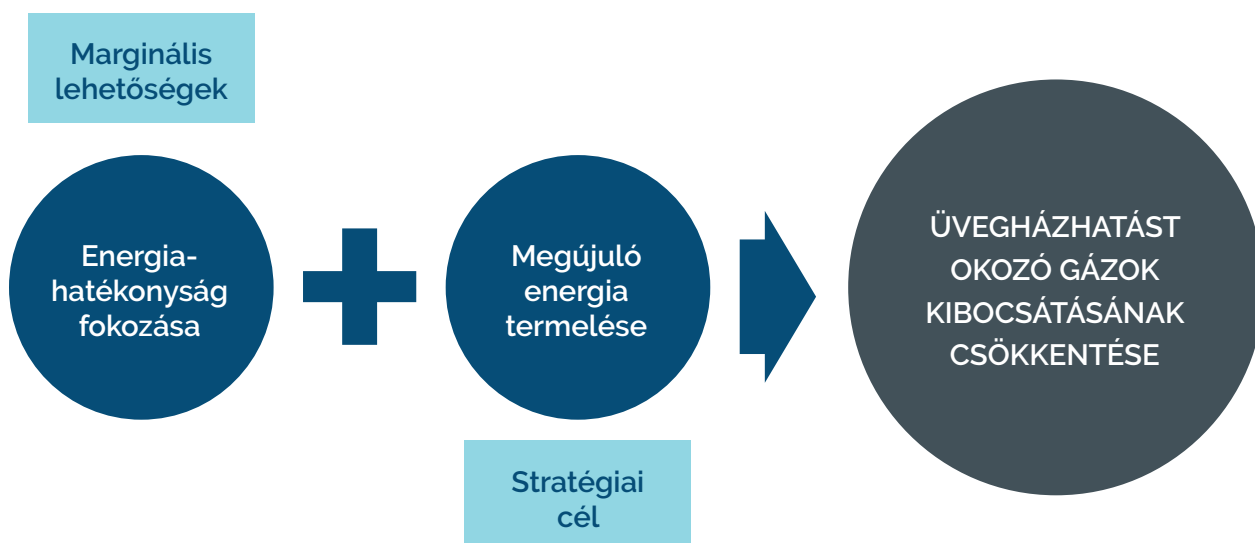 Marginális
lehetőségek
Energia-
hatékonyság
fokozása
Megújuló
energia
termelése
Stratégiai
cél
ÜVEGHÁZHATÁST
OKOZÓ GÁZOK
KIBOCSÁTÁSÁNAK
CSÖKKENTÉSE